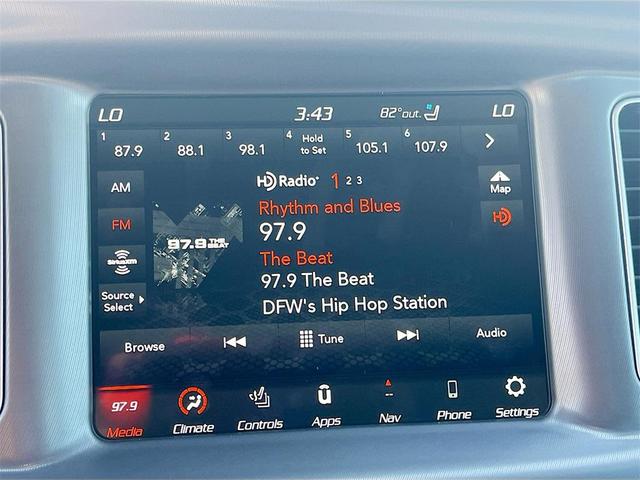 LO 3:43 82°out. LO
1 87.9 2 88.1 3 98.1 4 Hold to Set 5 105.1 6 107.9
AM
HD Radio 1 2 3
Map
Rhythm and Blues
FM
97.9
HD
97.9 THE BEAT
The Beat
SiriusXM
97.9 The Beat
Source Select
DFW's Hip Hop Station
Browse Tune Audio
97.9 u --
Media Climate Controls Apps Nav Phone Settings